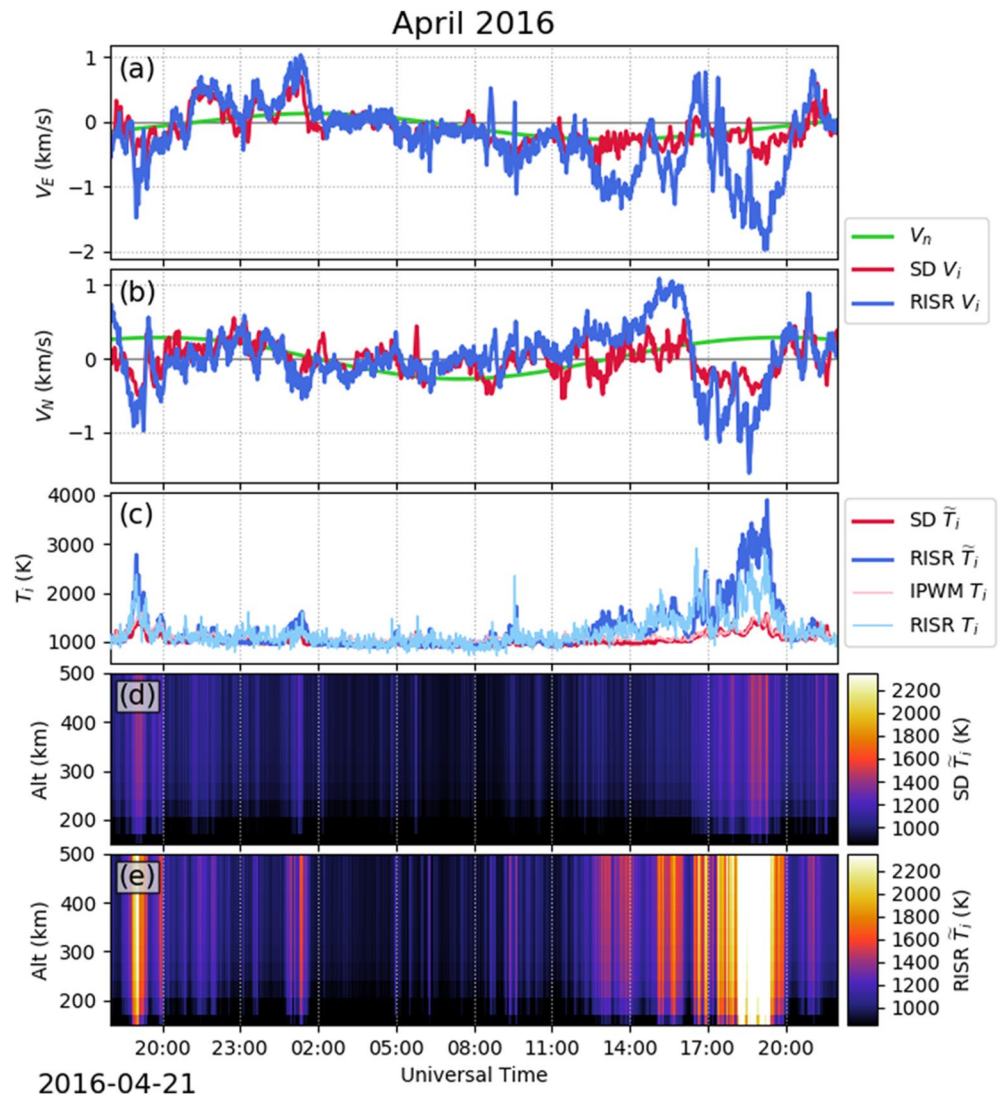 April 2016
(a)
1
0
−1
−2
V_E (km/s)
V_n
SD V_i
RISR V_i
(b)
1
0
−1
V_N (km/s)
(c)
4000
3000
2000
1000
T_i (K)
SD T̃_i
RISR T̃_i
IPWM T_i
RISR T_i
(d)
500
400
300
200
Alt (km)
2200
2000
1800
1600
1400
1200
1000
SD T̃_i (K)
(e)
500
400
300
200
Alt (km)
2200
2000
1800
1600
1400
1200
1000
RISR T̃_i (K)
20:00 23:00 02:00 05:00 08:00 11:00 14:00 17:00 20:00
Universal Time
2016-04-21